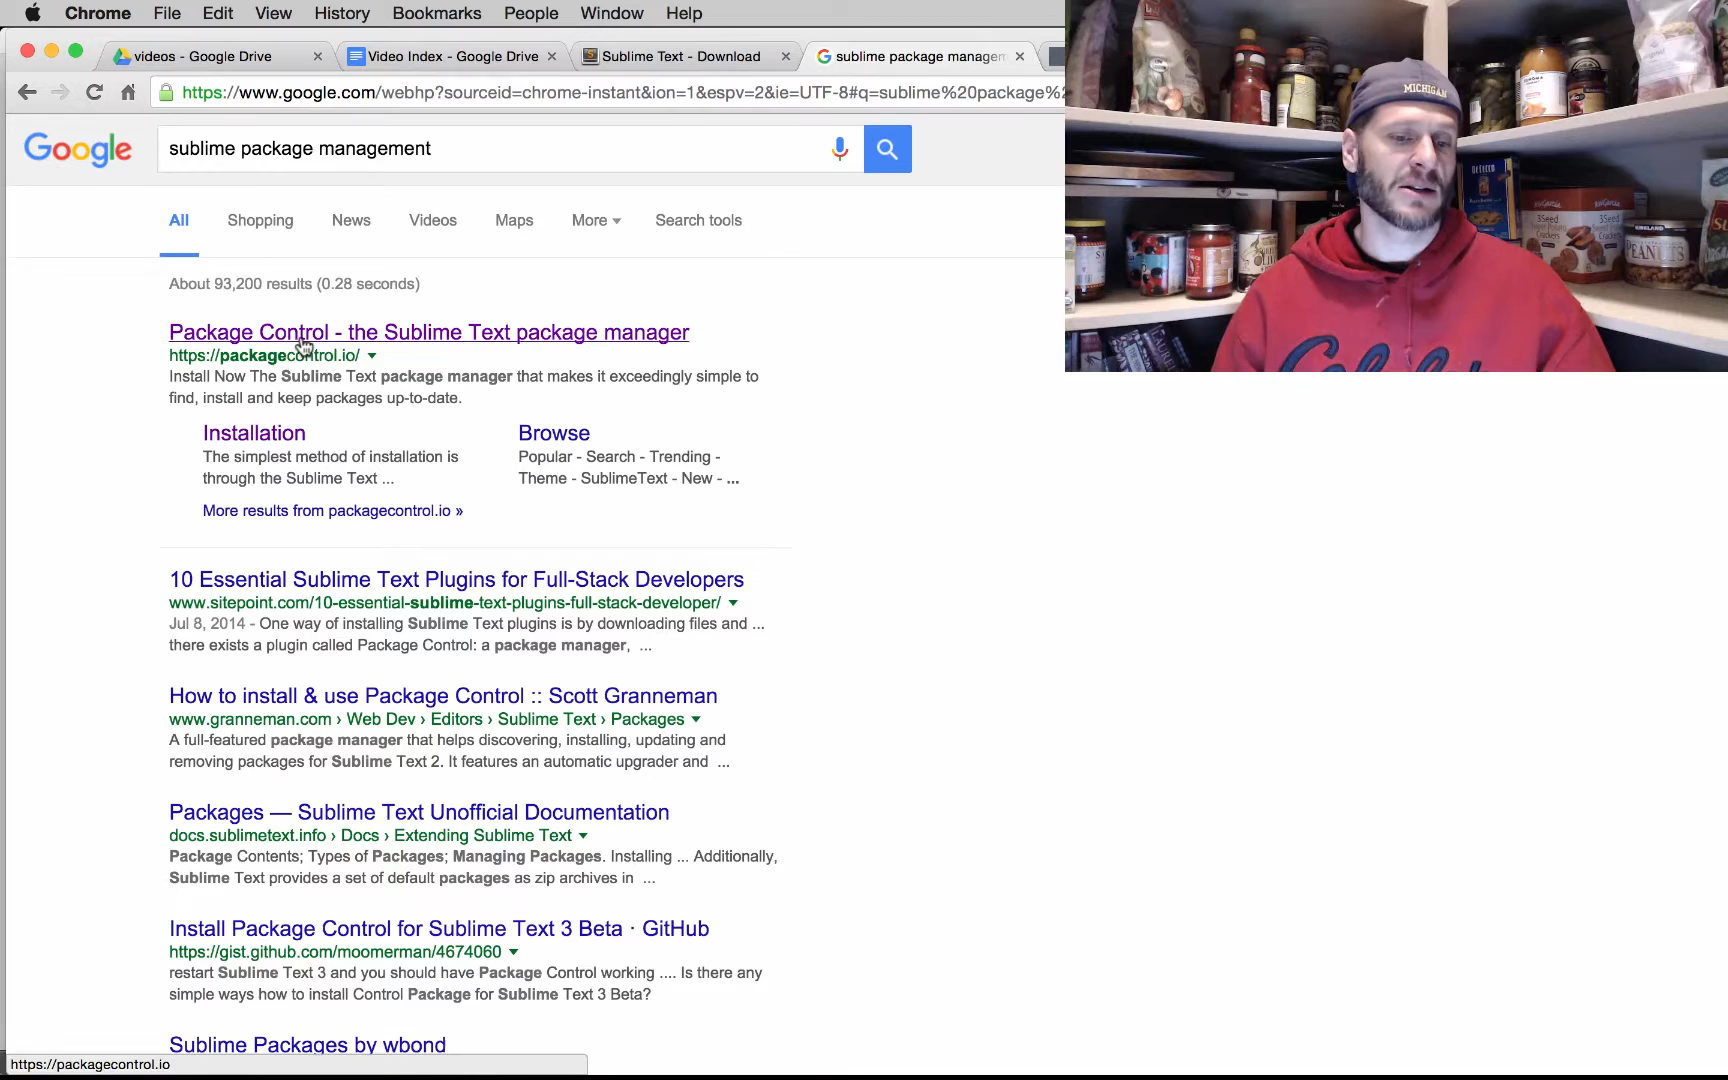 Chrome File Edit View History Bookmarks People Window Help
videos - Google Drive × Video Index - Google Drive × Sublime Text - Download × sublime package managem ×
https://www.google.com/webhp?sourceid=chrome-instant&ion=1&espv=2&ie=UTF-8#q=sublime%20package%2
Google sublime package management
All Shopping News Videos Maps More Search tools
About 93,200 results (0.28 seconds)
Package Control - the Sublime Text package manager
https://packagecontrol.io/
Install Now The Sublime Text package manager that makes it exceedingly simple to
find, install and keep packages up-to-date.
Installation
The simplest method of installation is
through the Sublime Text ...
Browse
Popular - Search - Trending -
Theme - SublimeText - New - ...
More results from packagecontrol.io »
10 Essential Sublime Text Plugins for Full-Stack Developers
www.sitepoint.com/10-essential-sublime-text-plugins-full-stack-developer/
Jul 8, 2014 - One way of installing Sublime Text plugins is by downloading files and ...
there exists a plugin called Package Control: a package manager, ...
How to install & use Package Control :: Scott Granneman
www.granneman.com › Web Dev › Editors › Sublime Text › Packages
A full-featured package manager that helps discovering, installing, updating and
removing packages for Sublime Text 2. It features an automatic upgrader and ...
Packages — Sublime Text Unofficial Documentation
docs.sublimetext.info › Docs › Extending Sublime Text
Package Contents; Types of Packages; Managing Packages. Installing ... Additionally,
Sublime Text provides a set of default packages as zip archives in ...
Install Package Control for Sublime Text 3 Beta · GitHub
https://gist.github.com/moomerman/4674060
restart Sublime Text 3 and you should have Package Control working .... Is there any
simple ways how to install Control Package for Sublime Text 3 Beta?
Sublime Packages by wbond
https://packagecontrol.io
MICHIGAN
DE CECCO
3 Seed
Crackers
KIRKLAND
PEANUTS